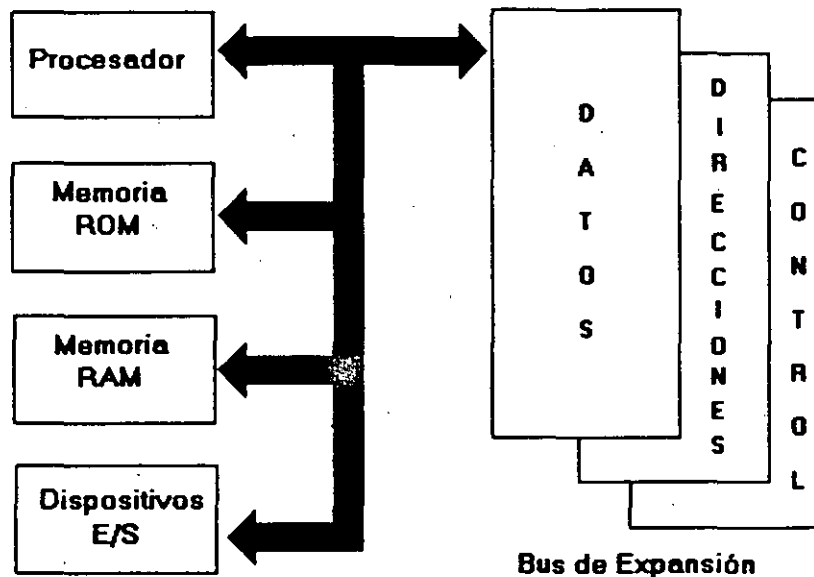 Procesador
Memoria
ROM
Memoria
RAM
Dispositivos
E/S
DATOS
DIRECCIONES
CONTROL
Bus de Expansión